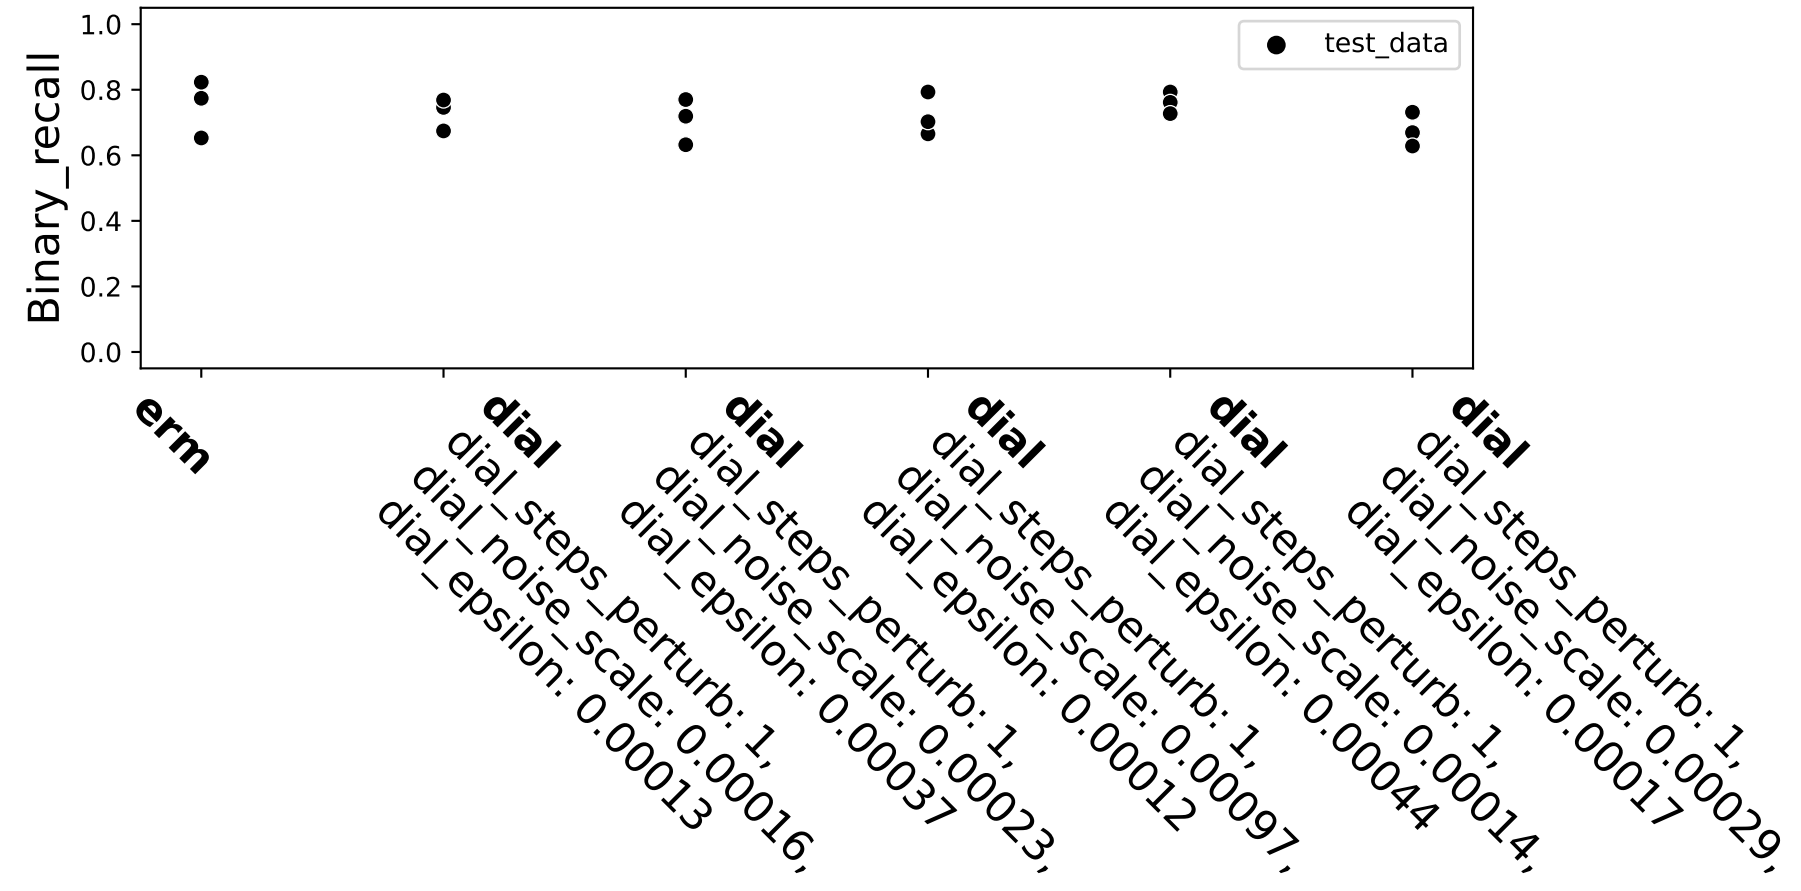 Binary_recall
1.0
0.8
0.6
0.4
0.2
0.0
test_data
erm
dial
dial_steps_perturb: 1,
dial_noise_scale: 0.00016,
dial_epsilon: 0.00013
dial
dial_steps_perturb: 1,
dial_noise_scale: 0.00023,
dial_epsilon: 0.00037
dial
dial_steps_perturb: 1,
dial_noise_scale: 0.00097,
dial_epsilon: 0.00012
dial
dial_steps_perturb: 1,
dial_noise_scale: 0.00014,
dial_epsilon: 0.00044
dial
dial_steps_perturb: 1,
dial_noise_scale: 0.00029,
dial_epsilon: 0.00017